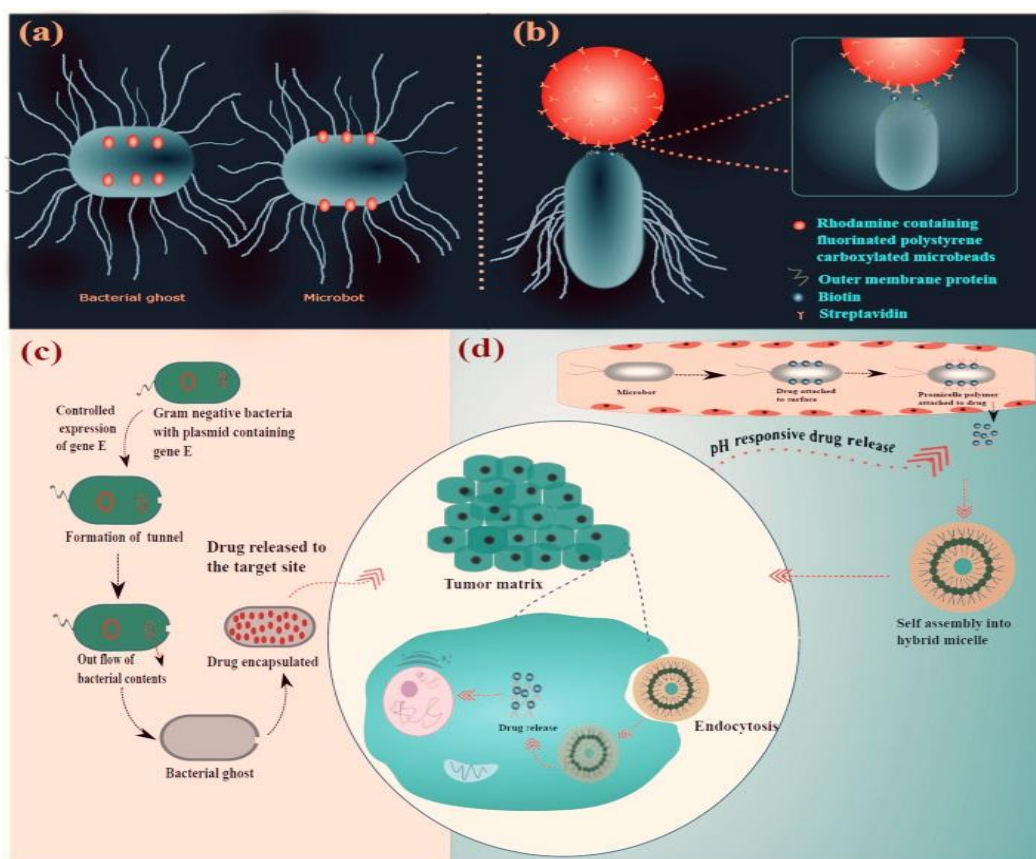 (a)
Bacterial ghost
Microbot
(b)
Rhodamine containing
fluorinated polystyrene
carboxylated microbeads
Outer membrane protein
Biotin
Streptavidin
(c)
Controlled
expression
of gene E
Gram negative bacteria
with plasmid containing
gene E
Formation of tunnel
Out flow of
bacterial contents
Bacterial ghost
Drug encapsulated
Drug released to
the target site
(d)
Microbot
Drug attached
to surface
Promicelle polymer
attached to drug
pH responsive drug release
Self assembly into
hybrid micelle
Tumor matrix
Drug release
Endocytosis